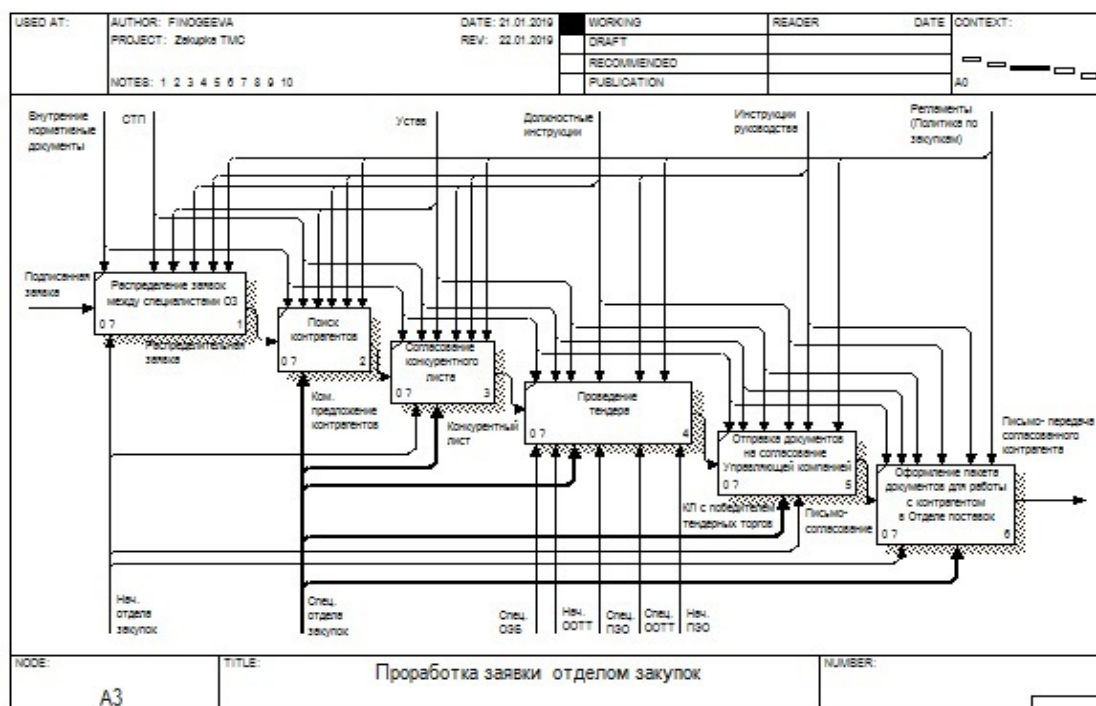 USED AT:
AUTHOR: FINOGEEVA
DATE: 21.01.2019
WORKING
READER
DATE
CONTEXT:
PROJECT: Zakupka TMC
REV: 22.01.2019
DRAFT
RECOMMENDED
NOTES: 1 2 3 4 5 6 7 8 9 10
PUBLICATION
A0
Внутренние
нормативные
документы
СТП
Устав
Должностные
инструкции
Инструкции
руководства
Регламенты
(Политика по
закупкам)
Подписанная
заявка
Распределение заявок
между специалистами ОЗ
0 ?
1
Распределительная
заявка
Поиск
контрагентов
0 ?
2
Ком.
предложение
контрагентов
Согласование
конкурентного
листа
0 ?
3
Конкурентный
лист
Проведение
тендера
0 ?
4
КЛ с победителем
тендерных торгов
Отправка документов
на согласование
Управляющей компанией
0 ?
5
Письмо-
согласование
Оформление пакета
документов для работы
с контрагентом
в Отделе поставок
0 ?
6
Письмо- передача
согласованного
контрагента
Нач.
отдела
закупок
Спец.
отдела
закупок
Спец.
ОЭБ
Нач.
ООТТ
Спец.
ПЭО
Спец.
ООТТ
Нач.
ПЭО
NODE:
A3
TITLE:
Проработка заявки отделом закупок
NUMBER: